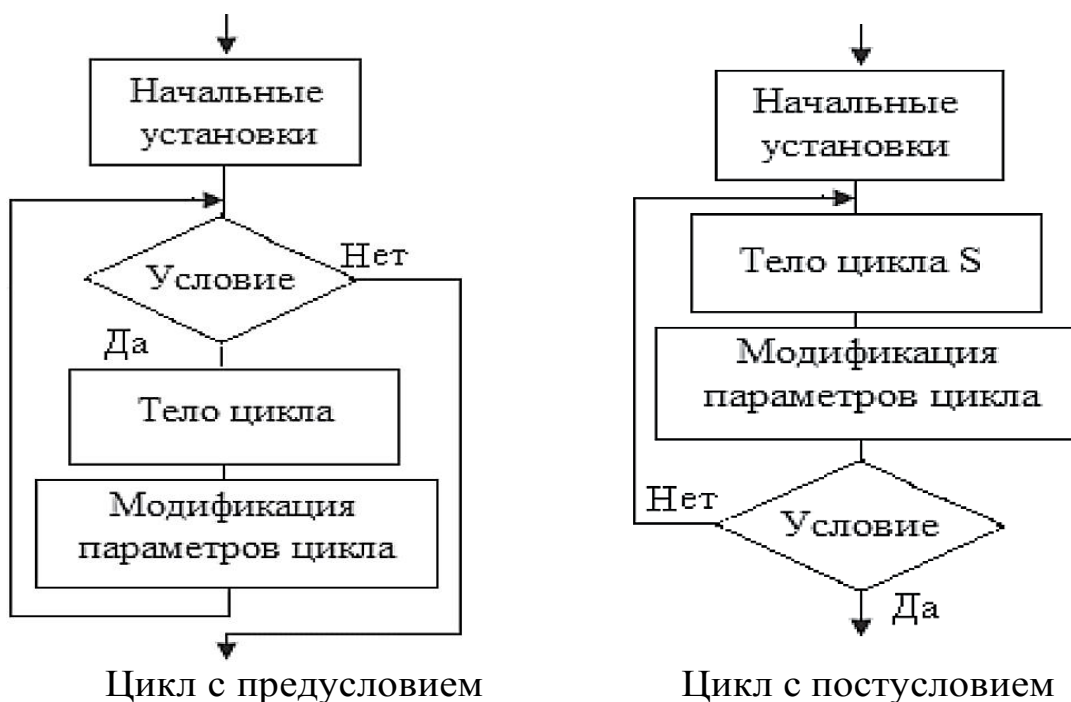 Начальные
установки
Условие
Нет
Да
Тело цикла
Модификация
параметров цикла
Цикл с предусловием
Начальные
установки
Тело цикла S
Модификация
параметров цикла
Нет
Условие
Да
Цикл с постусловием